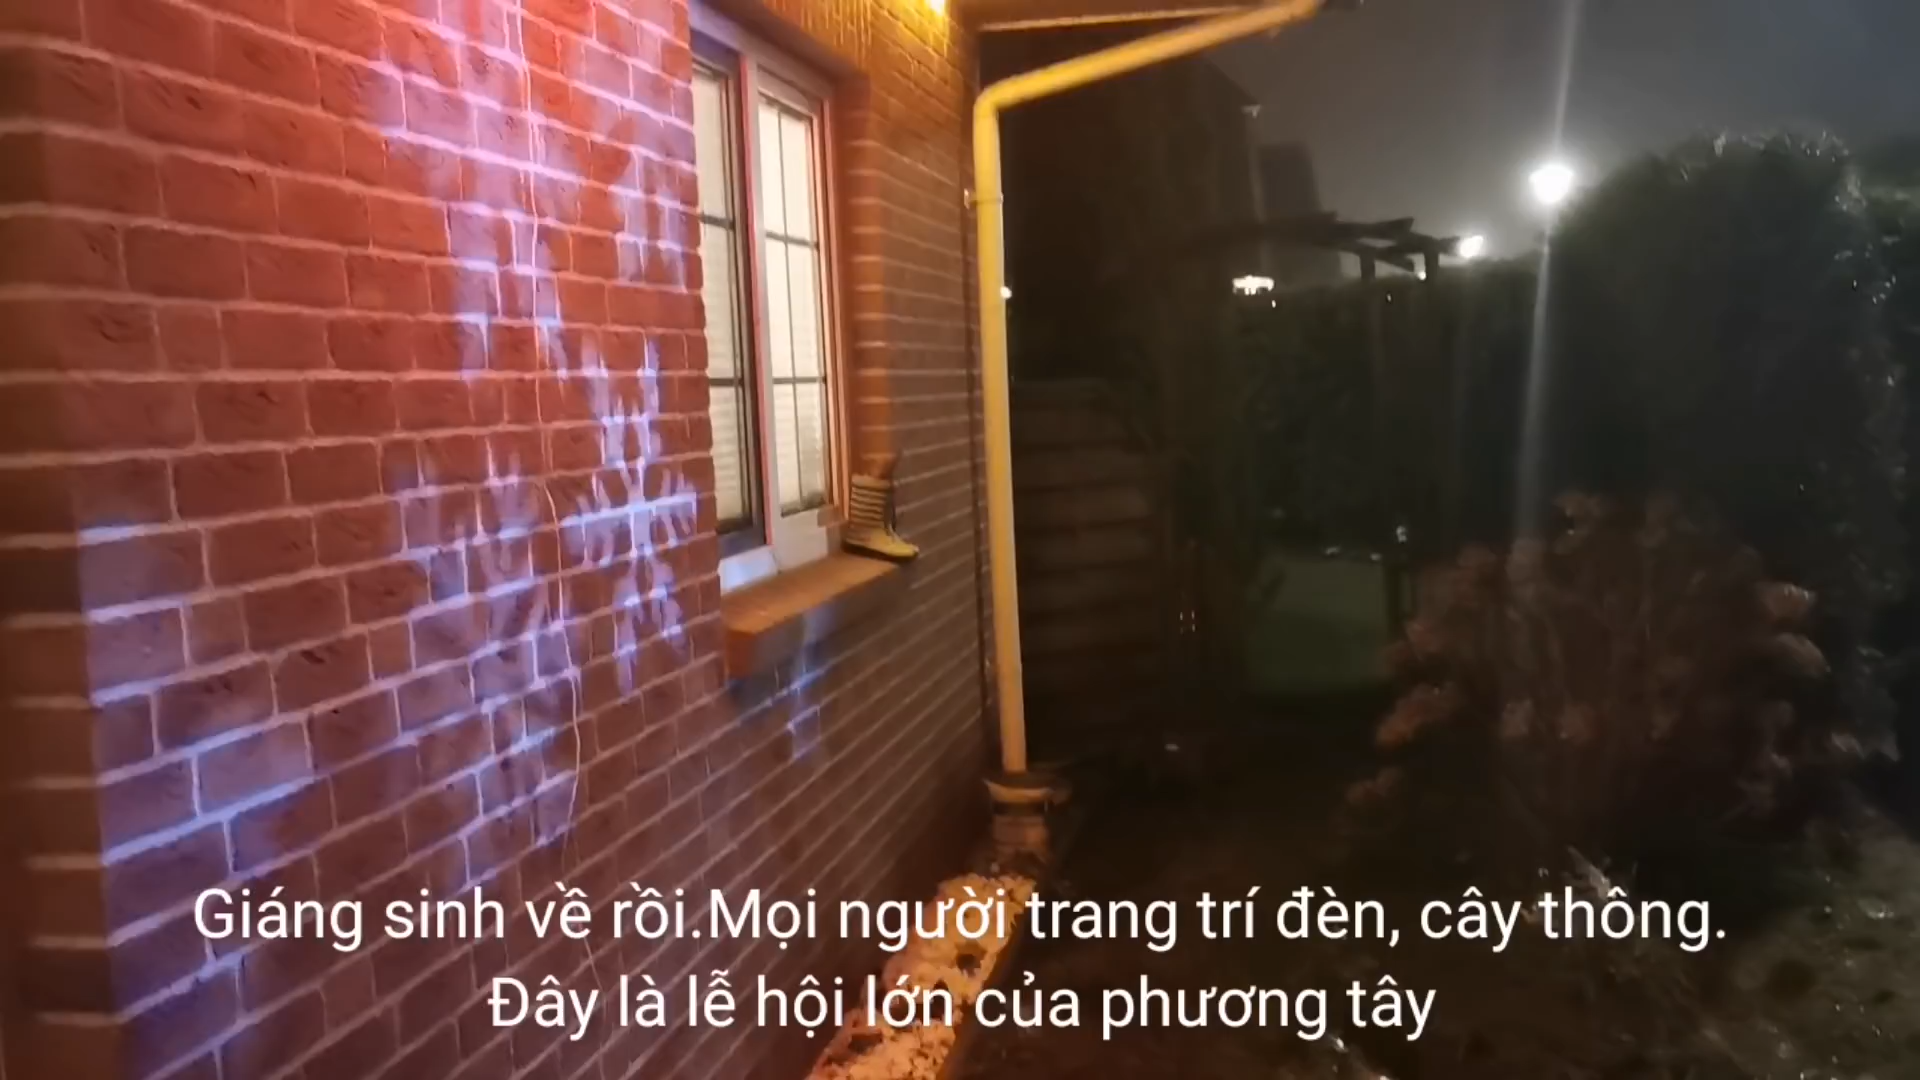 Giáng sinh về rồi.Mọi người trang trí đèn, cây thông.
Đây là lễ hội lớn của phương tây